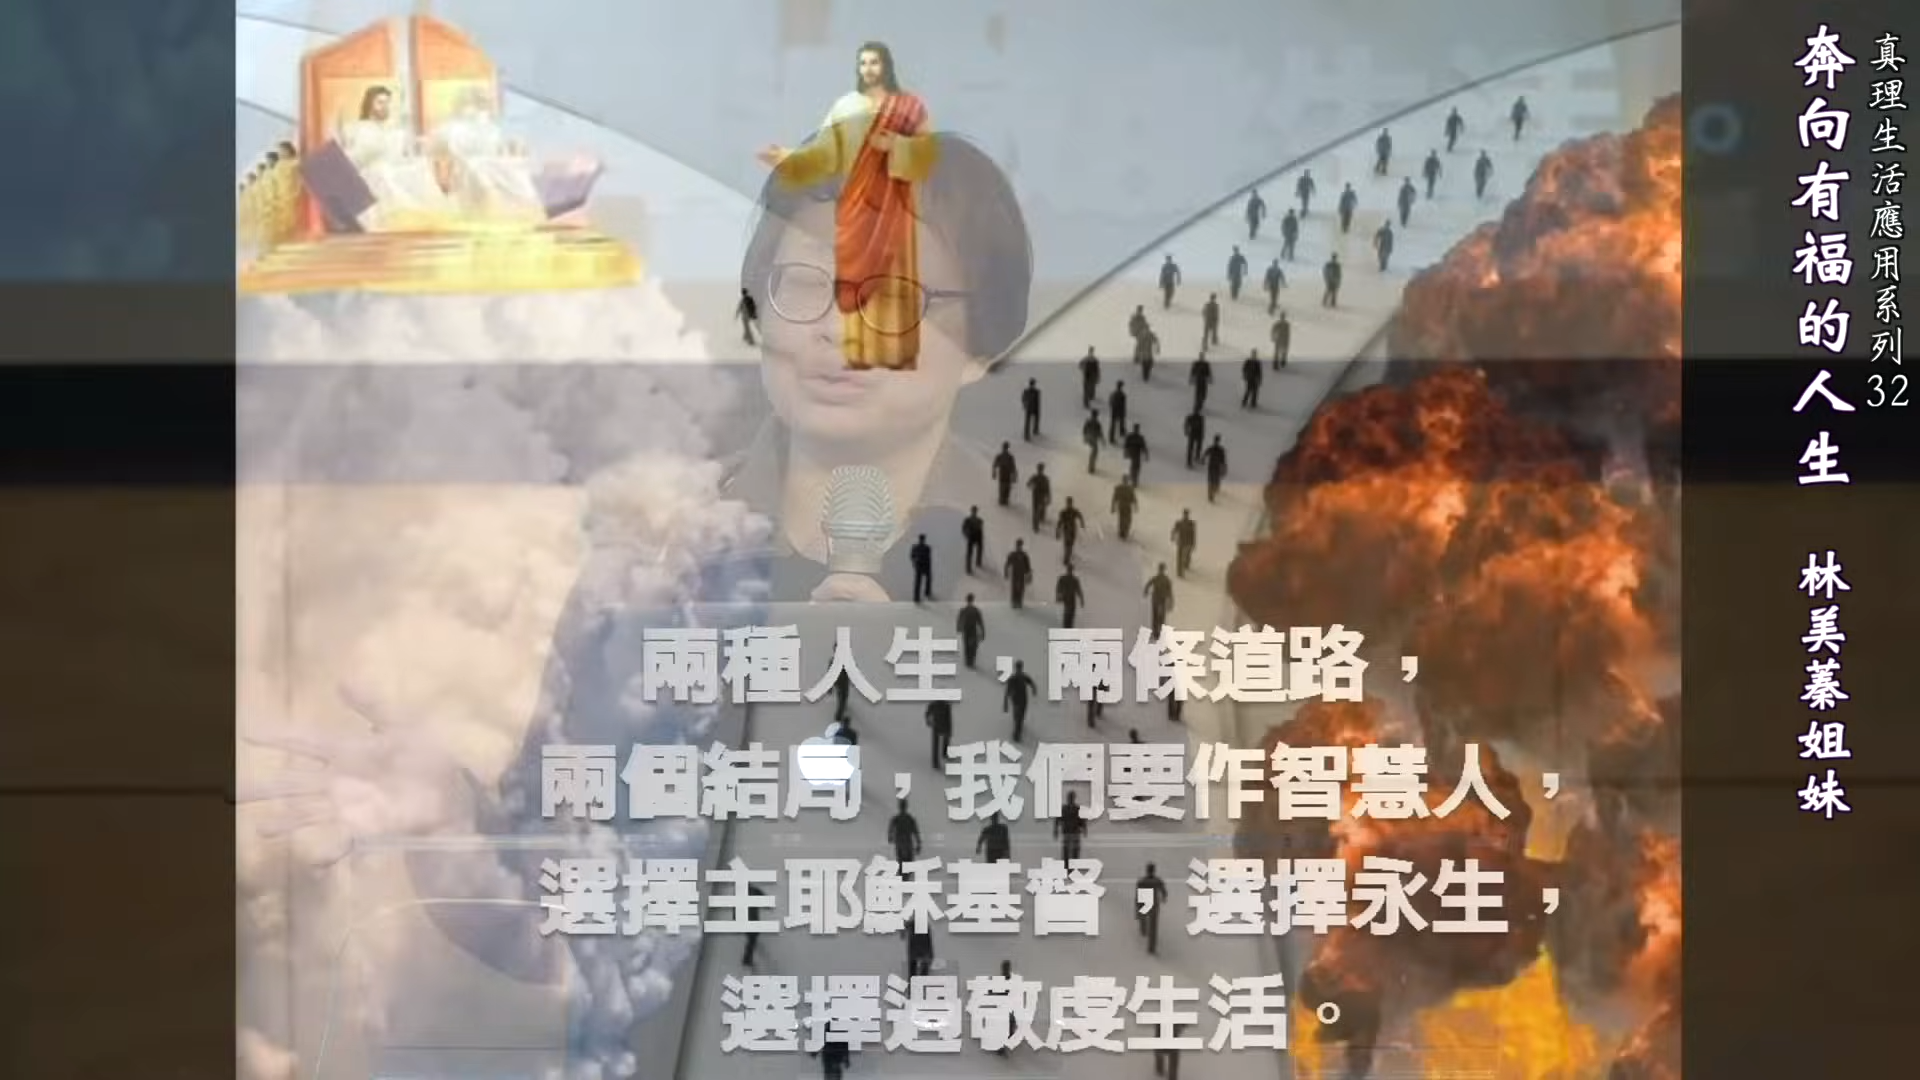 真理生活應用系列32
奔向有福的人生 林美蓁姐妹
兩種人生，兩條道路，
兩個結局，我們要作智慧人，
選擇主耶穌基督，選擇永生，
選擇過敬虔生活。